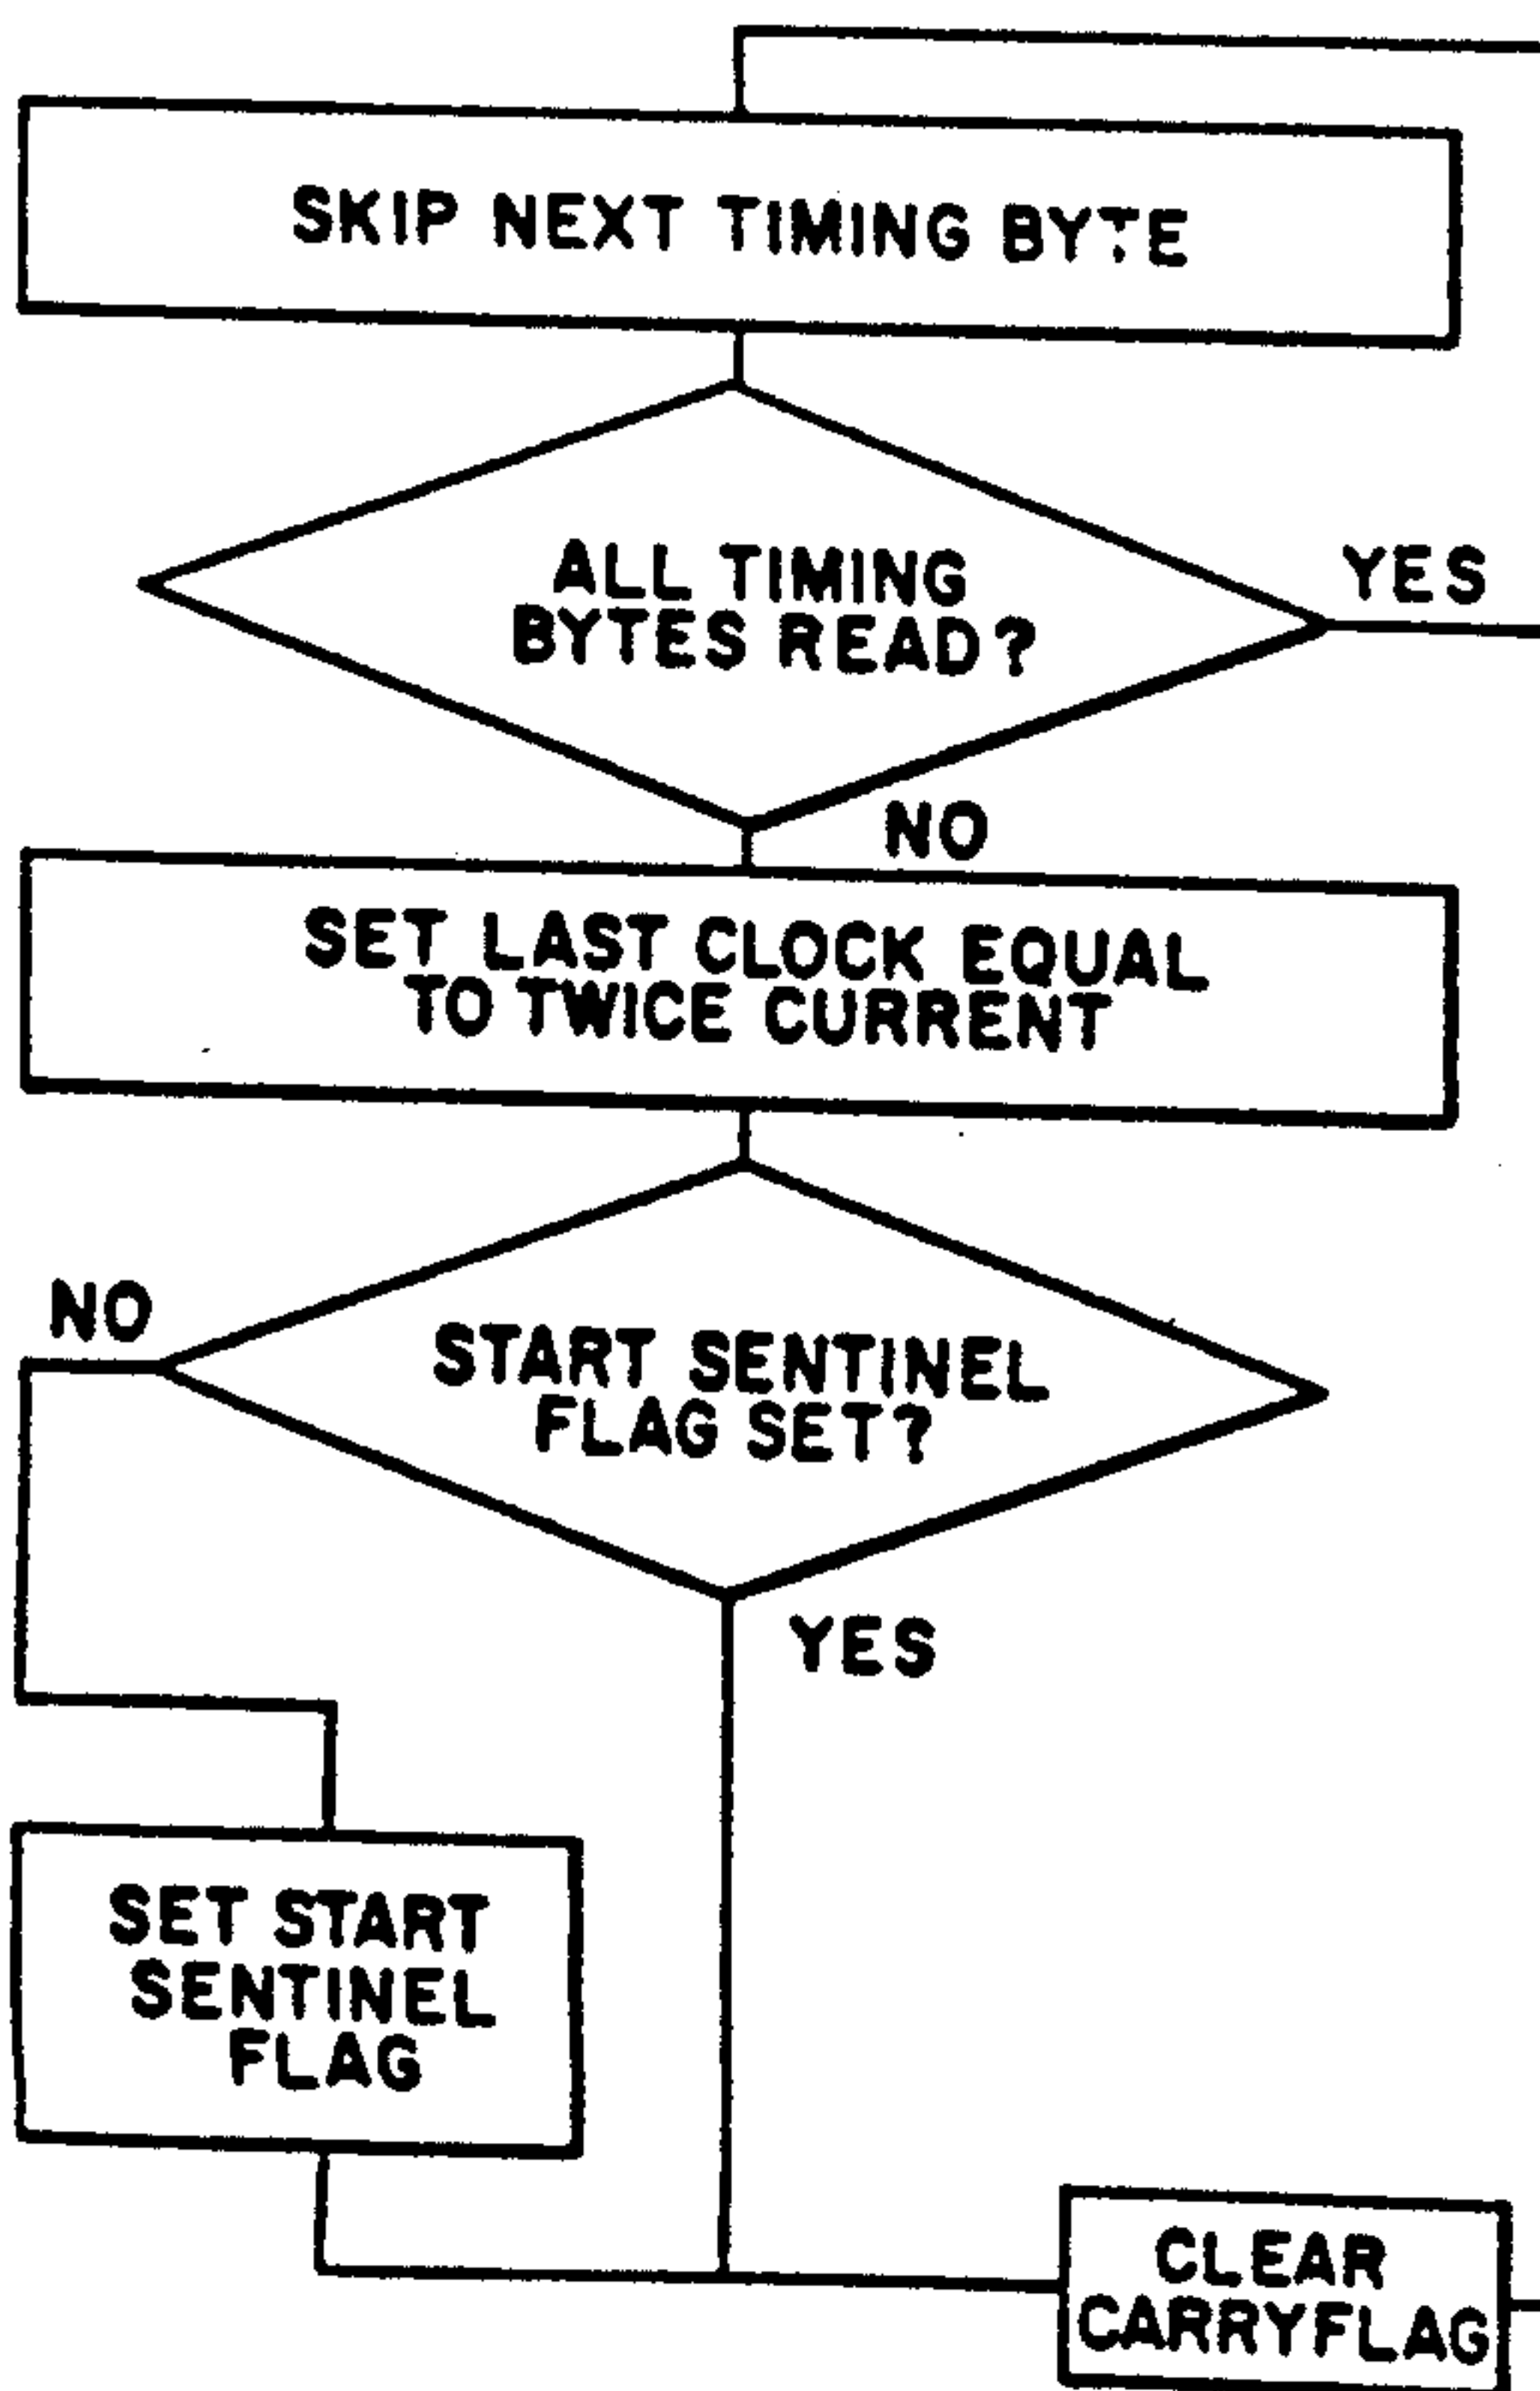 SKIP NEXT TIMING BYTE
ALL TIMING
BYTES READ?
YES
NO
SET LAST CLOCK EQUAL
TO TWICE CURRENT
NO
START SENTINEL
FLAG SET?
YES
SET START
SENTINEL
FLAG
CLEAR
CARRYFLAG